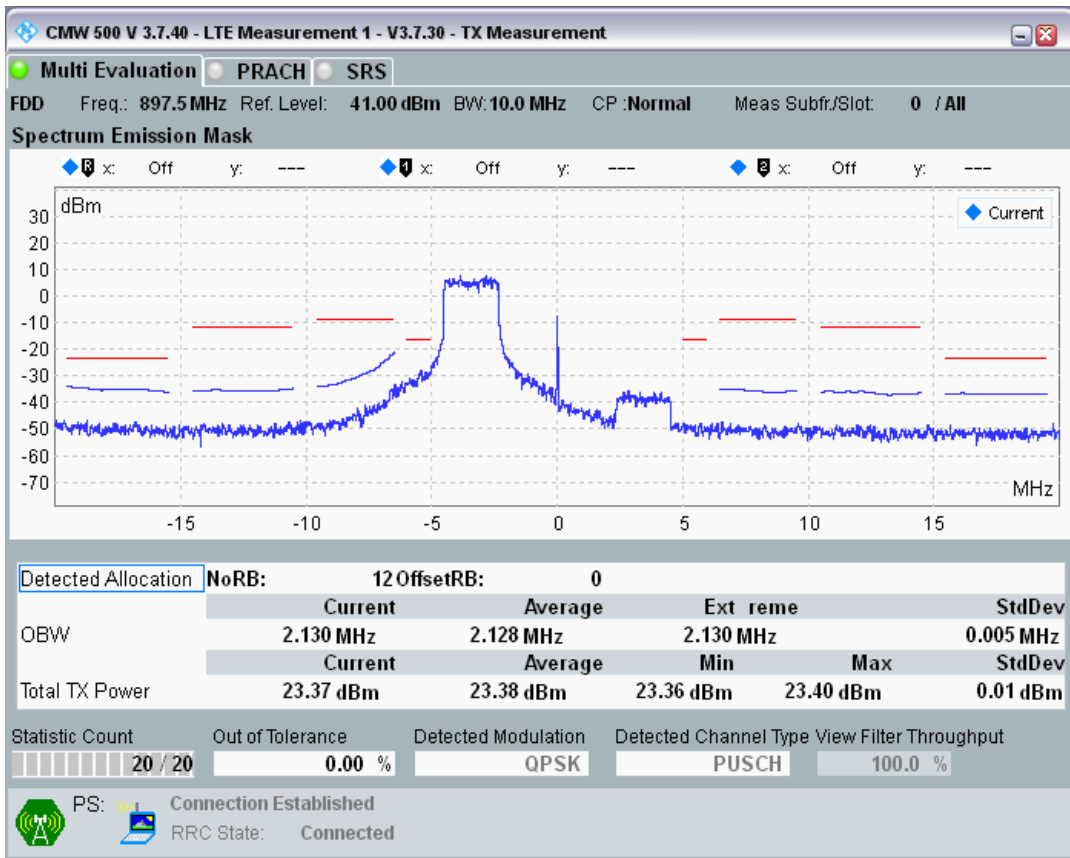 CMW 500 V 3.7.40 - LTE Measurement 1 - V3.7.30 - TX Measurement
Multi Evaluation PRACH SRS
FDD Freq.: 897.5 MHz Ref. Level: 41.00 dBm BW: 10.0 MHz CP :Normal Meas Subfr./Slot: 0 / All
Spectrum Emission Mask
R x: Off y: --- 1 x: Off y: --- 2 x: Off y: ---
dBm
Current
30
20
10
0
-10
-20
-30
-40
-50
-60
-70
MHz
-15 -10 -5 0 5 10 15
Detected Allocation NoRB: 12 OffsetRB: 0
Current Average Ext reme StdDev
OBW 2.130 MHz 2.128 MHz 2.130 MHz 0.005 MHz
Current Average Min Max StdDev
Total TX Power 23.37 dBm 23.38 dBm 23.36 dBm 23.40 dBm 0.01 dBm
Statistic Count Out of Tolerance Detected Modulation Detected Channel Type View Filter Throughput
20 / 20 0.00 % QPSK PUSCH 100.0 %
PS: Connection Established
RRC State: Connected